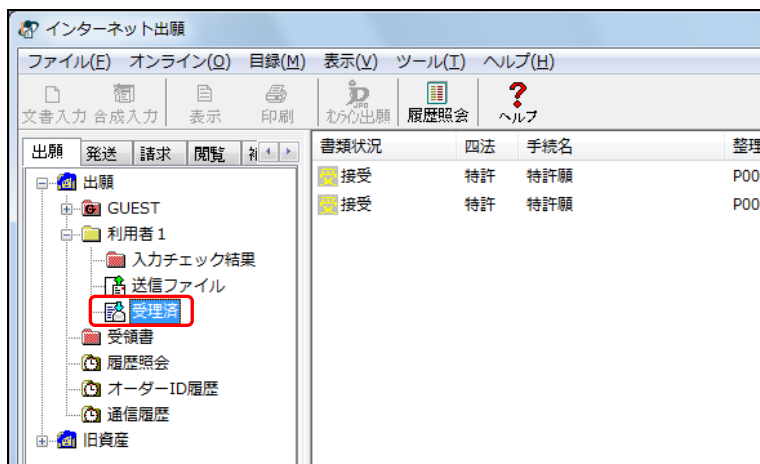 インターネット出願
ファイル(F) オンライン(O) 目録(M) 表示(V) ツール(T) ヘルプ(H)
文書入力 合成入力 表示 印刷 オンライン出願 履歴照会 ヘルプ
出願 発送 請求 閲覧
書類状況 四法 手続名 整理
受 接受 特許 特許願 P00
受 接受 特許 特許願 P00
出願
GUEST
利用者1
入力チェック結果
送信ファイル
受理済
受領書
履歴照会
オーダーID履歴
通信履歴
旧資産